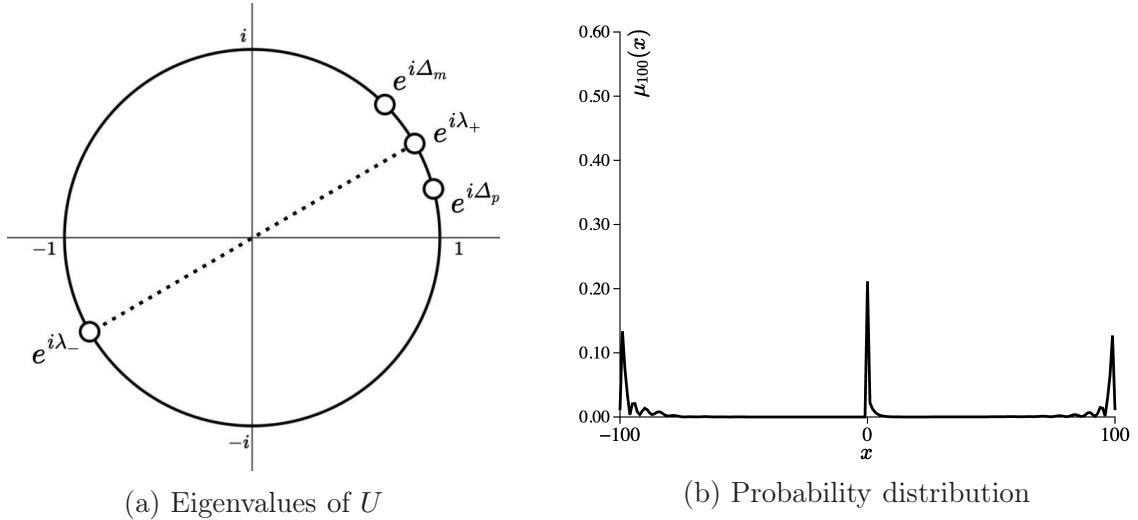 i
e^{iΔ_m}
e^{iλ_+}
e^{iΔ_p}
−1
1
e^{iλ_−}
−i
(a) Eigenvalues of U
0.60
0.50
0.40
0.30
0.20
0.10
0.00
μ_{100}(x)
−100
0
100
x
(b) Probability distribution